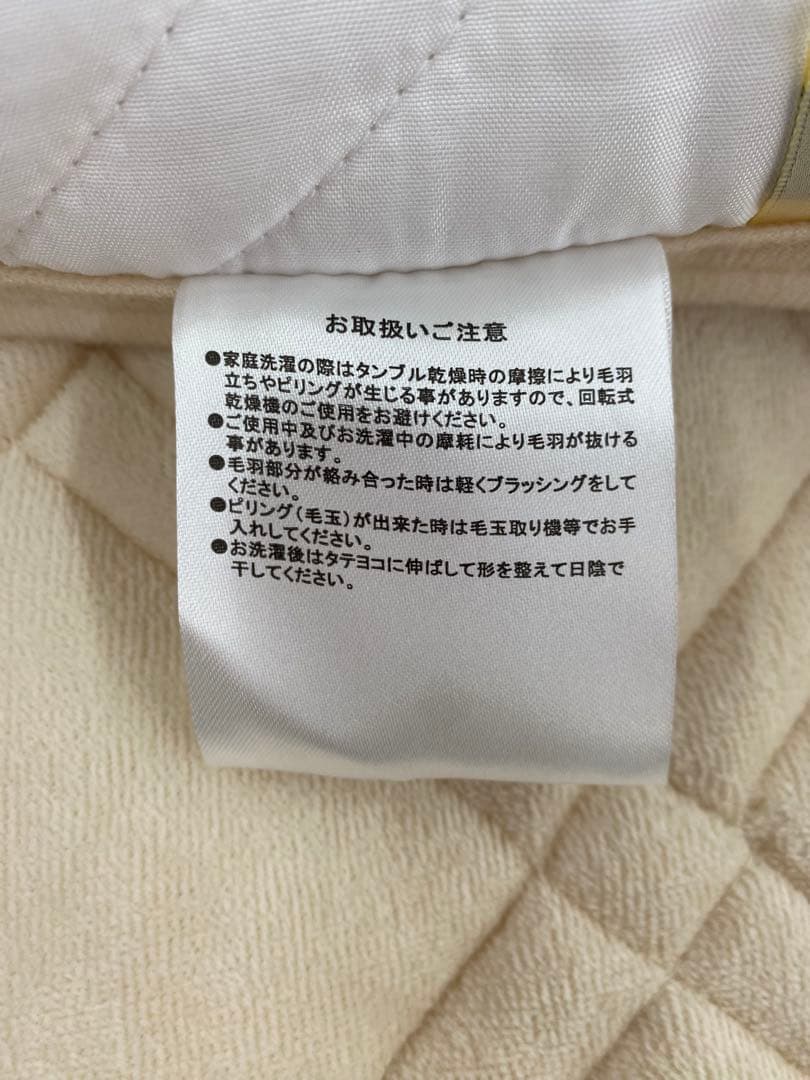 お取扱いご注意
●家庭洗濯の際はタンブル乾燥時の摩擦により毛羽
立ちやピリングが生じる事がありますので、回転式
乾燥機のご使用をお避けください。
●ご使用中及びお洗濯中の摩耗により毛羽が抜ける
事があります。
●毛羽部分が絡み合った時は軽くブラッシングをして
ください。
●ピリング(毛玉)が出来た時は毛玉取り機等でお手
入れしてください。
●お洗濯後はタテヨコに伸ばして形を整えて日陰で
干してください。